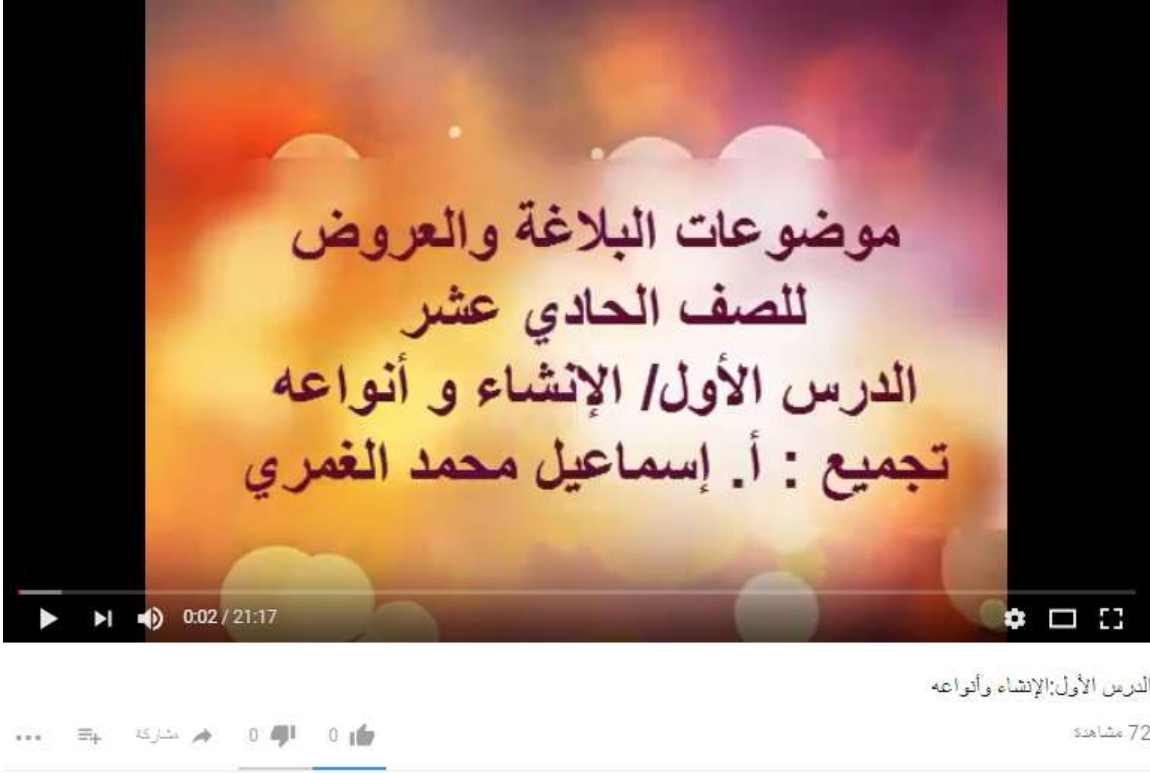 موضوعات البلاغة والعروض
للصف الحادي عشر
الدرس الأول/ الإنشاء و أنواعه
تجميع : أ. إسماعيل محمد الغمري
0:02 / 21:17
الدرس الأول:الإنشاء وأنواعه
72 مشاهدة
0 0 مشاركة